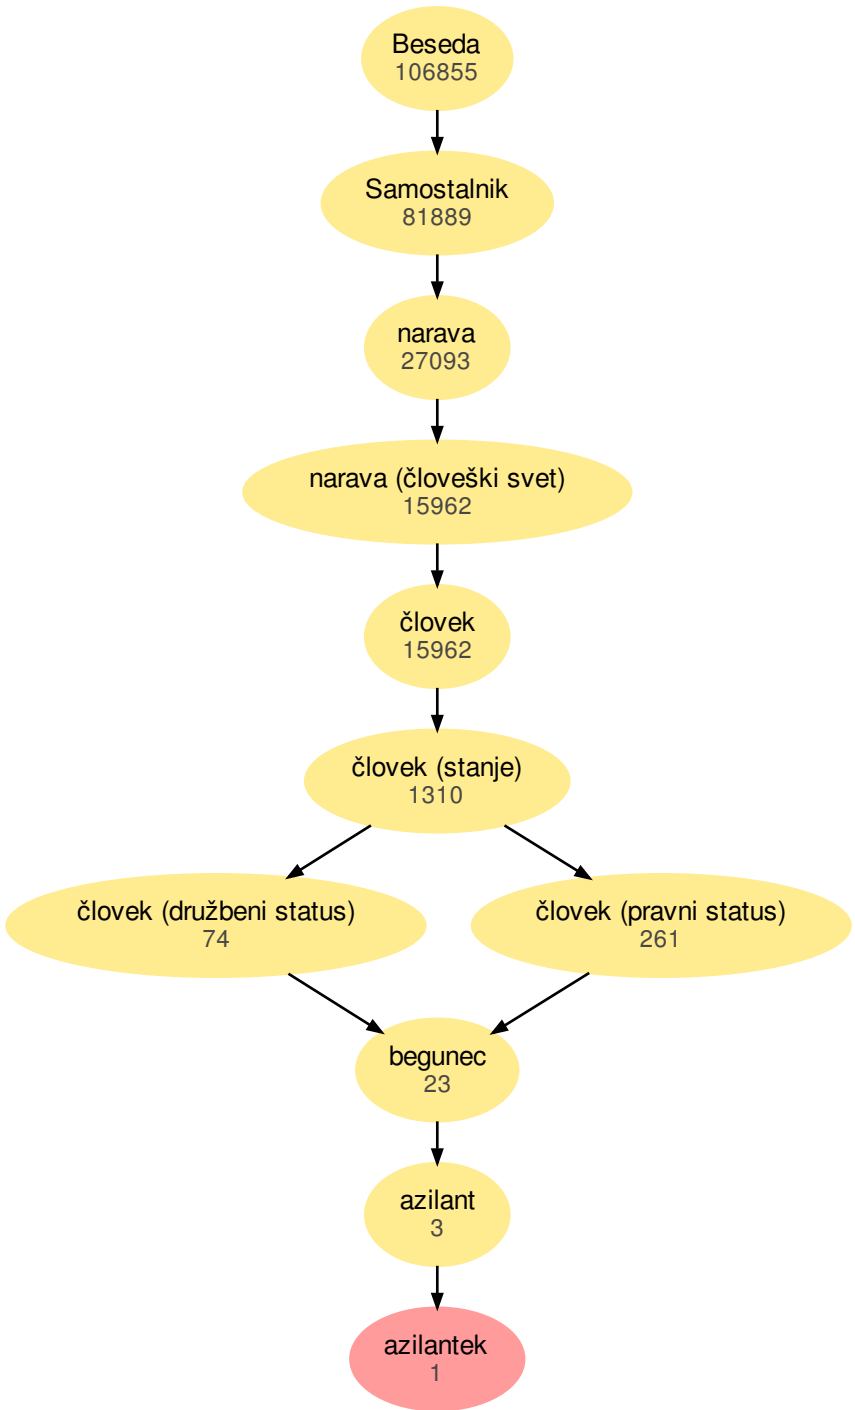 Beseda
106855
Samostalnik
81889
narava
27093
narava (človeški svet)
15962
človek
15962
človek (stanje)
1310
človek (družbeni status)
74
človek (pravni status)
261
begunec
23
azilant
3
azilantek
1